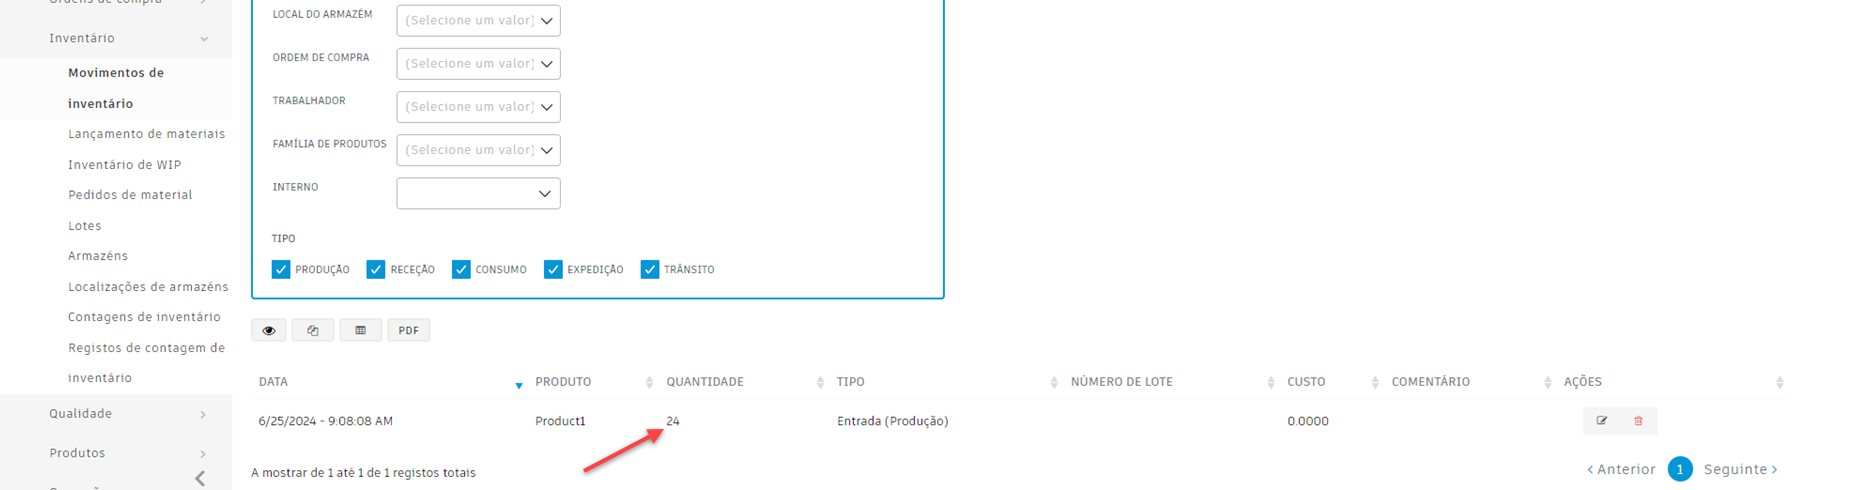 Ordens de compra
Inventário
Movimentos de
inventário
Lançamento de materiais
Inventário de WIP
Pedidos de material
Lotes
Armazéns
Localizações de armazéns
Contagens de inventário
Registos de contagem de
inventário
Qualidade
Produtos
LOCAL DO ARMAZÉM (Selecione um valor)
ORDEM DE COMPRA (Selecione um valor)
TRABALHADOR (Selecione um valor)
FAMÍLIA DE PRODUTOS (Selecione um valor)
INTERNO
TIPO
PRODUÇÃO RECEÇÃO CONSUMO EXPEDIÇÃO TRÂNSITO
PDF
DATA PRODUTO QUANTIDADE TIPO NÚMERO DE LOTE CUSTO COMENTÁRIO AÇÕES
6/25/2024 - 9:08:08 AM Product1 24 Entrada (Produção) 0.0000
A mostrar de 1 até 1 de 1 registos totais
Anterior 1 Seguinte